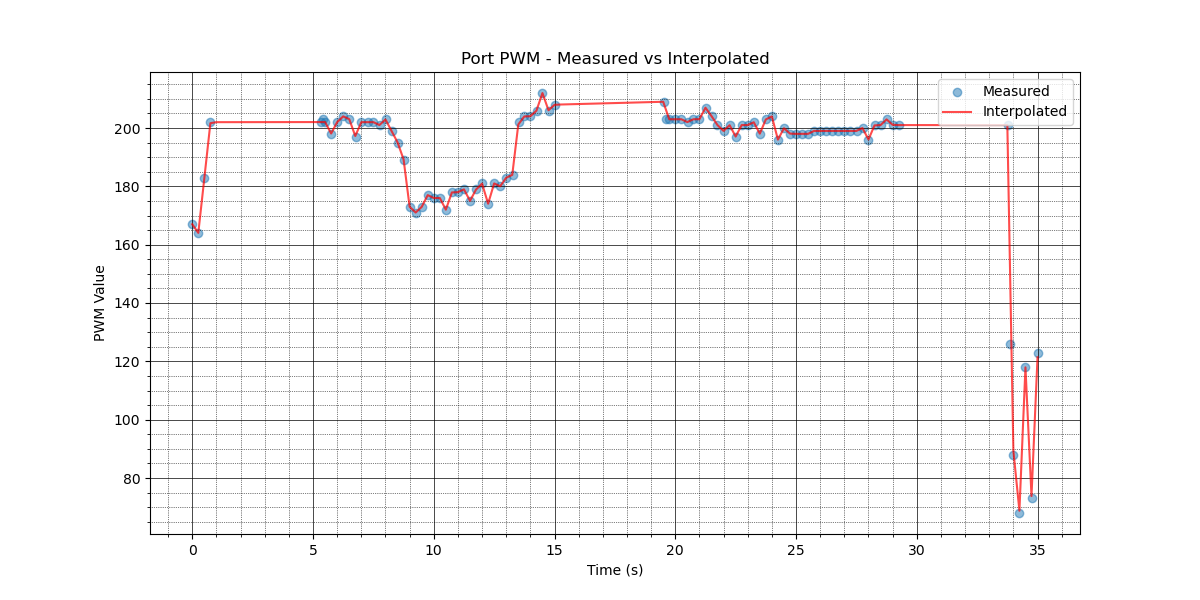 Port PWM - Measured vs Interpolated
Measured
Interpolated
200
180
160
140
120
100
80
PWM Value
0 5 10 15 20 25 30 35
Time (s)